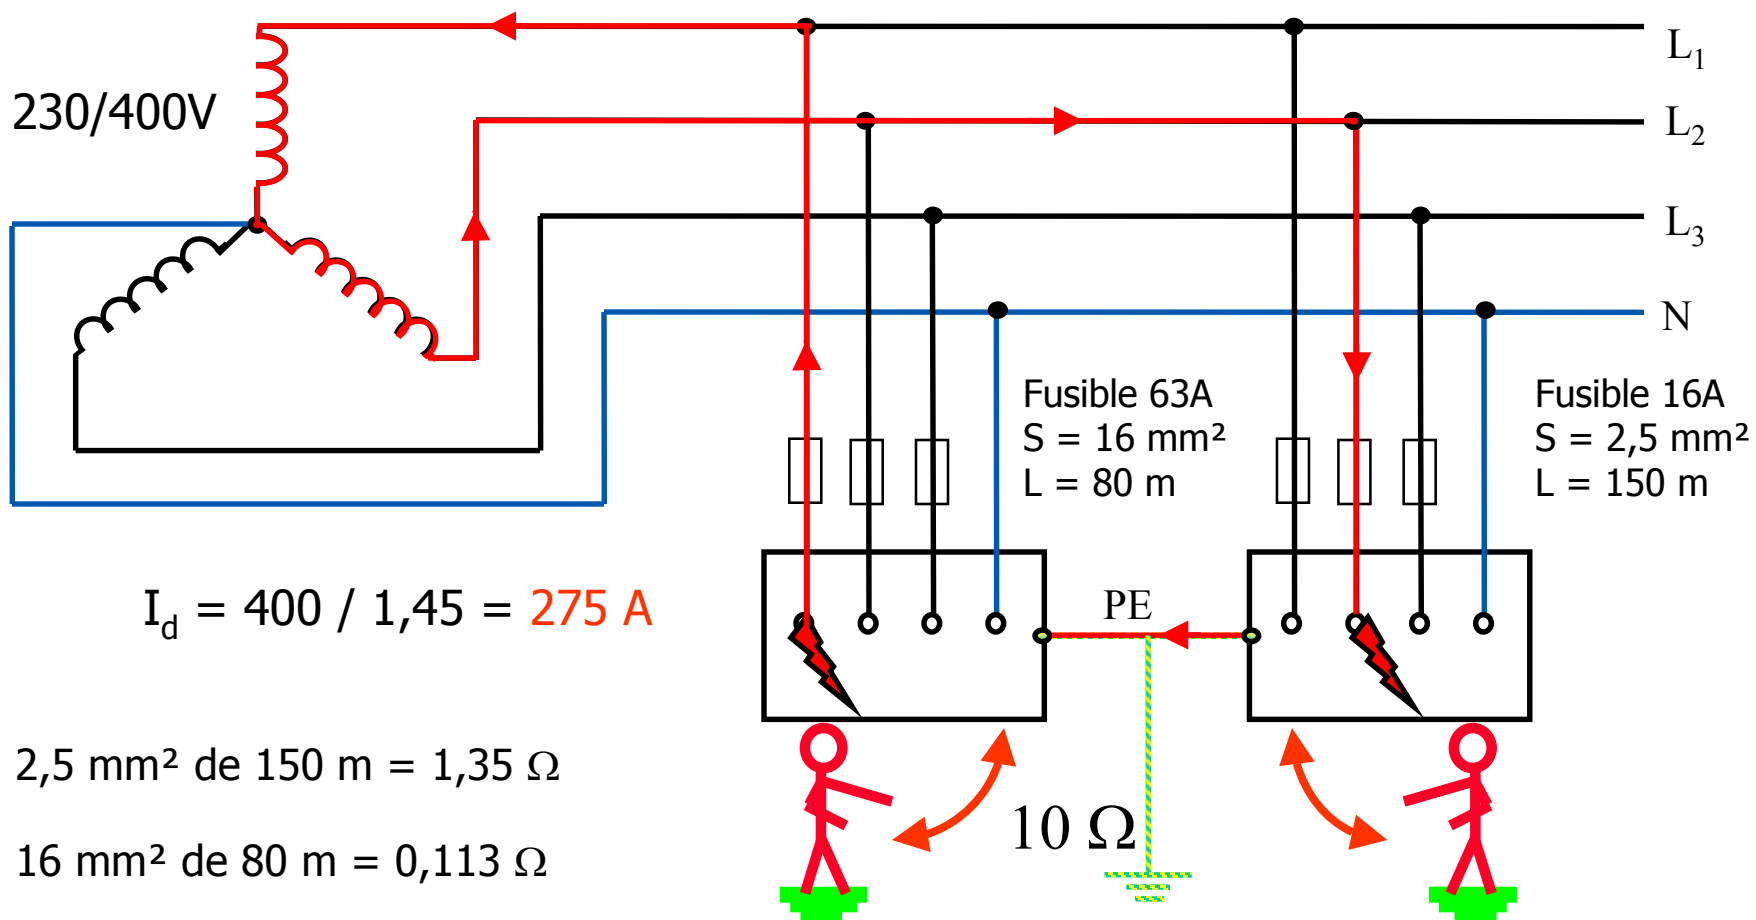 230/400V
L₁
L₂
L₃
N
Fusible 63A
S = 16 mm²
L = 80 m
Fusible 16A
S = 2,5 mm²
L = 150 m
I_d = 400 / 1,45 = 275 A
PE
2,5 mm² de 150 m = 1,35 Ω
10 Ω
16 mm² de 80 m = 0,113 Ω